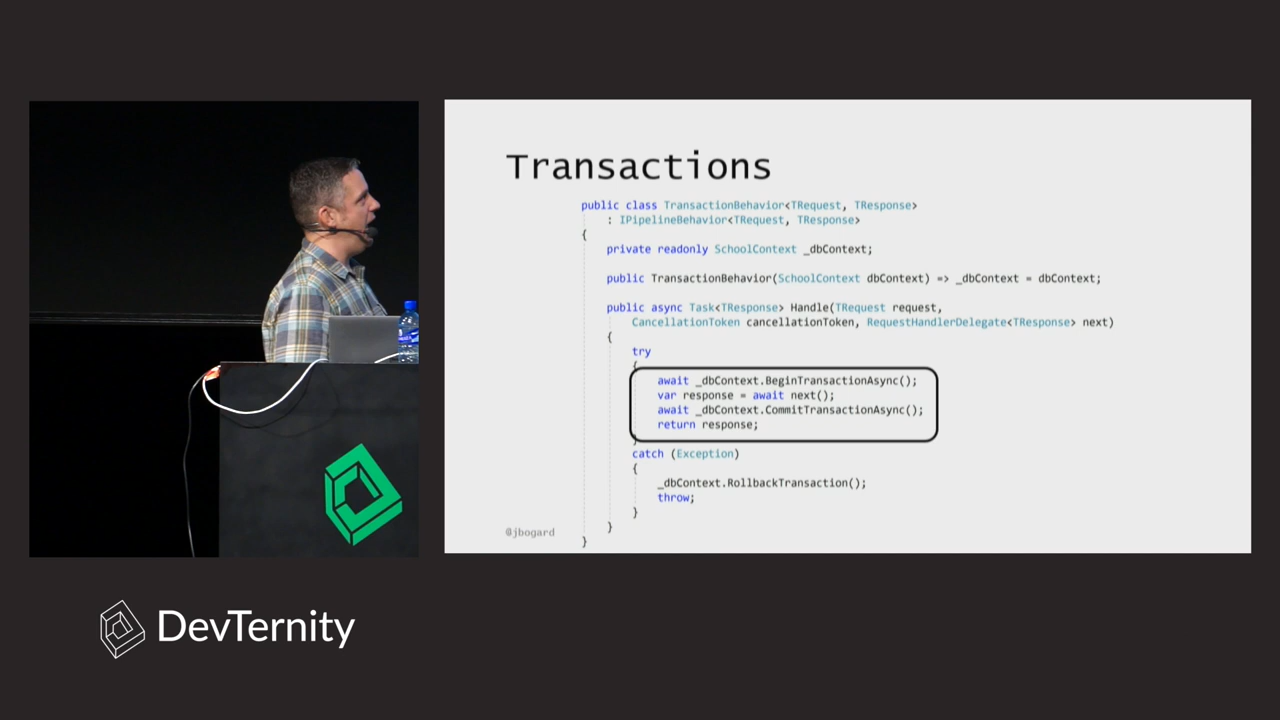 Transactions
public class TransactionBehavior<TRequest, TResponse>
: IPipelineBehavior<TRequest, TResponse>
{
private readonly SchoolContext _dbContext;
public TransactionBehavior(SchoolContext dbContext) => _dbContext = dbContext;
public async Task<TResponse> Handle(TRequest request,
CancellationToken cancellationToken, RequestHandlerDelegate<TResponse> next)
{
try
{
await _dbContext.BeginTransactionAsync();
var response = await next();
await _dbContext.CommitTransactionAsync();
return response;
}
catch (Exception)
{
_dbContext.RollbackTransaction();
throw;
}
}
}
@jbogard
DevTernity